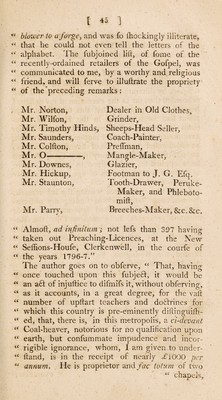 [ 45 ]
“ blower to a forge, and was so shockingly illiterate,
“ that he could not even tell the letters of the
“ alphabet. The subjoined list, of some of the
“ recently-ordained retailers of the Gospel, was
“ communicated to me, by a worthy and religious
“ friend, and will serve to illustrate the propriety
“ of the preceding remarks:
Mr. Norton, Dealer in Old Clothes,
Mr. Wilson, Grinder,
Mr. Timothy Hinds, Sheeps-Head Seller,
Mr. Saunders, Coach-Painter,
Mr. Colston, Pressman,
Mr. O———, Mangle-Maker,
Mr. Downes, Glazier,
Mr. Hickup, Footman to J. G. Esq.
Mr. Staunton, Tooth-Drawer, Peruke-
Maker, and Phleboto-
mist,
Mr. Parry, Breeches-Maker, &c. &c.
“ Almost, ad infinitum; not less than 397 having
“ taken out Preaching-Licences, at the New
“ Sessions-House, Clerkenwell, in the course of
“ the years 1796-7.”
The author goes on to observe, “ That, having
“ once touched upon this subject, it would be
“ an act of injustice to dismiss it, without observing,
“ as it accounts, in a great degree, for the vast
“ number of upstart teachers and doctrines for
“ which this country is pre-eminently distinguish-
“ ed, that, there is, in this metropolis, a ci-devant
“ Coal-heaver, notorious for no qualification upon
“ earth, but consummate impudence and incor-
“ rigible ignorance, whom, I am given to under-
“ stand, is in the receipt of nearly £1000 per
“ annum. He is proprietor and fac totum of two
“ chapels,